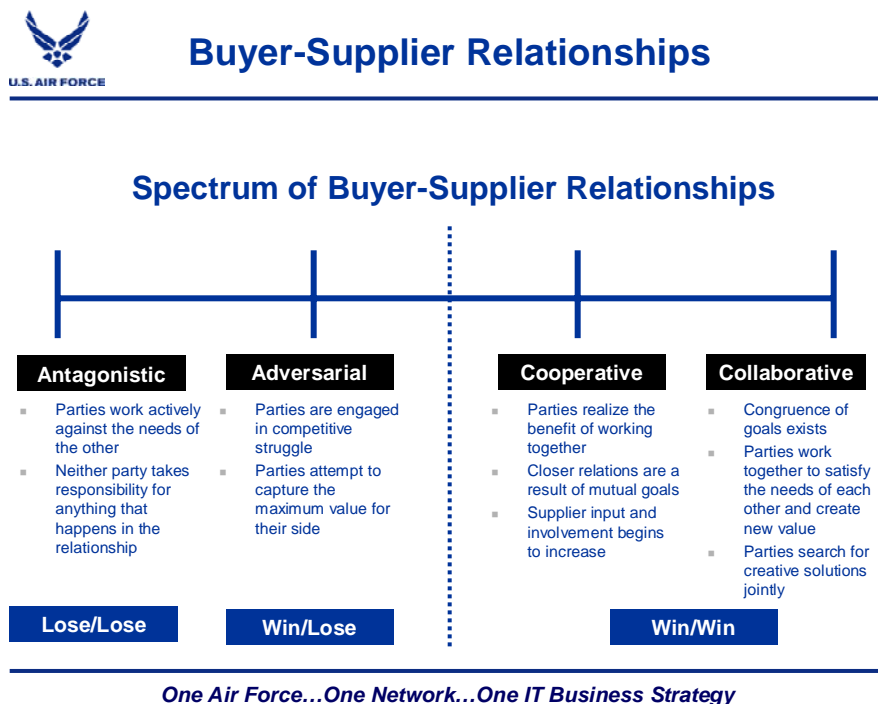 U.S. AIR FORCE
Buyer-Supplier Relationships
Spectrum of Buyer-Supplier Relationships
Antagonistic
Parties work actively
against the needs of
the other
Neither party takes
responsibility for
anything that
happens in the
relationship
Lose/Lose
Adversarial
Parties are engaged
in competitive
struggle
Parties attempt to
capture the
maximum value for
their side
Win/Lose
Cooperative
Parties realize the
benefit of working
together
Closer relations are a
result of mutual goals
Supplier input and
involvement begins
to increase
Collaborative
Congruence of
goals exists
Parties work
together to satisfy
the needs of each
other and create
new value
Parties search for
creative solutions
jointly
Win/Win
One Air Force…One Network…One IT Business Strategy